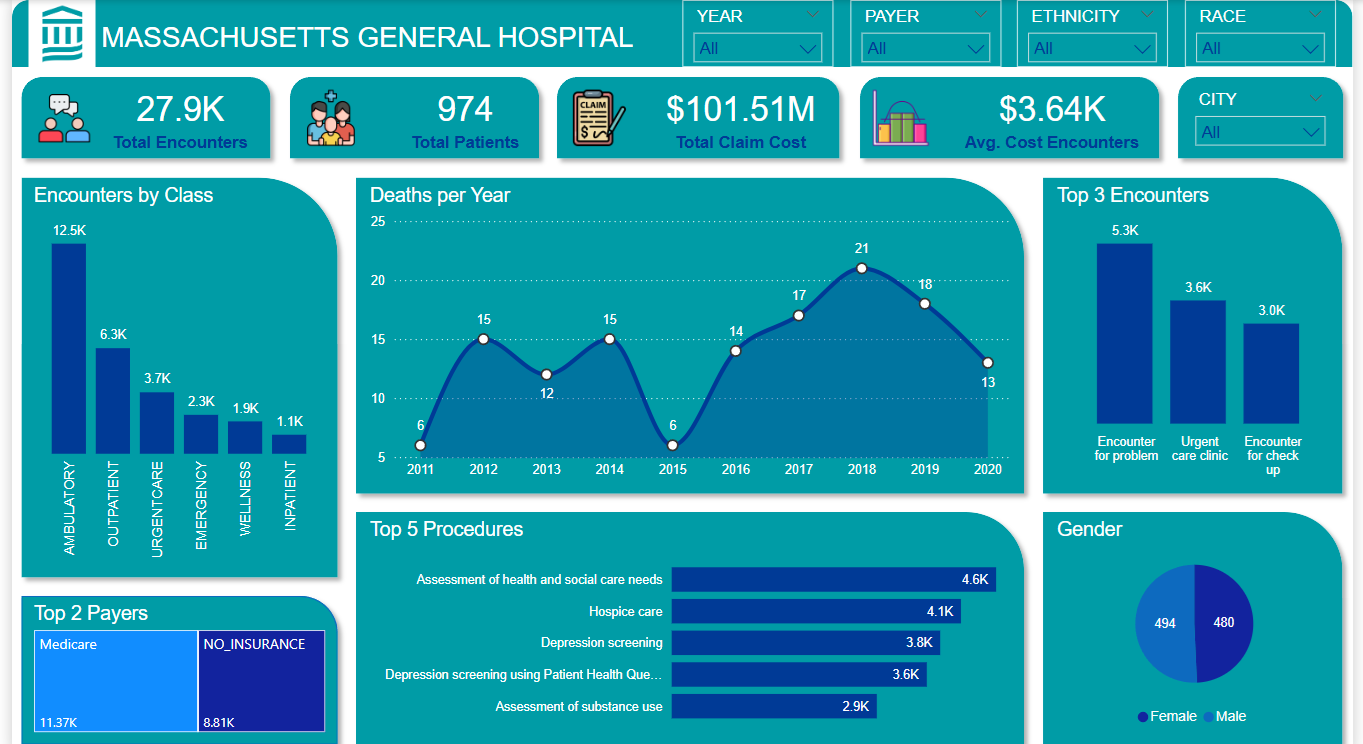 MASSACHUSETTS GENERAL HOSPITAL
YEAR
All
PAYER
All
ETHNICITY
All
RACE
All
27.9K
Total Encounters
974
Total Patients
CLAIM
$
$101.51M
Total Claim Cost
$3.64K
Avg. Cost Encounters
CITY
All
Encounters by Class
12.5K
6.3K
3.7K
2.3K
1.9K
1.1K
AMBULATORY
OUTPATIENT
URGENTCARE
EMERGENCY
WELLNESS
INPATIENT
Deaths per Year
25
20
15
10
5
6
15
12
15
6
14
17
21
18
13
2011 2012 2013 2014 2015 2016 2017 2018 2019 2020
Top 3 Encounters
5.3K
3.6K
3.0K
Encounter
for problem
Urgent
care clinic
Encounter
for check
up
Top 2 Payers
Medicare
11.37K
NO_INSURANCE
8.81K
Top 5 Procedures
Assessment of health and social care needs 4.6K
Hospice care 4.1K
Depression screening 3.8K
Depression screening using Patient Health Que... 3.6K
Assessment of substance use 2.9K
Gender
494
480
Female Male